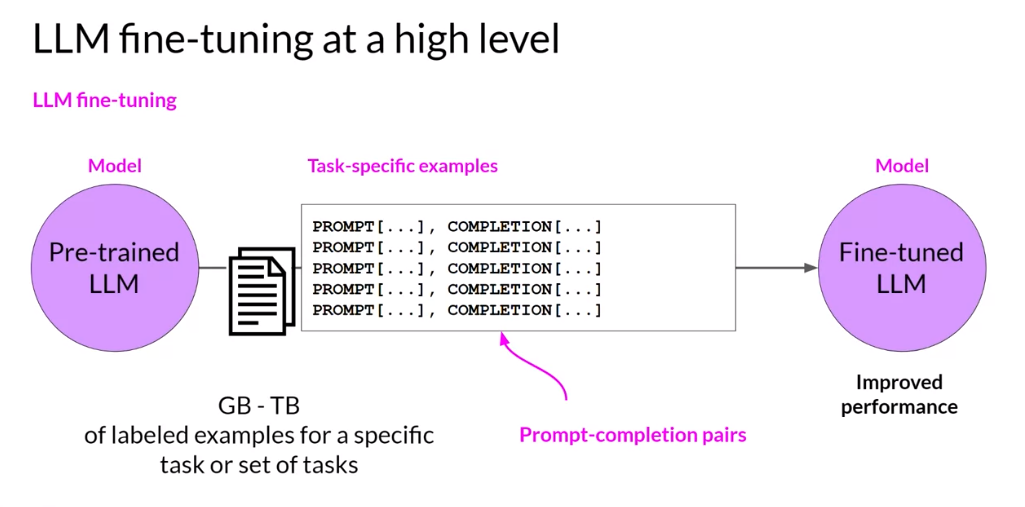 LLM fine-tuning at a high level
LLM fine-tuning
Model
Task-specific examples
Model
Pre-trained
LLM
PROMPT[...], COMPLETION[...]
PROMPT[...], COMPLETION[...]
PROMPT[...], COMPLETION[...]
PROMPT[...], COMPLETION[...]
PROMPT[...], COMPLETION[...]
Fine-tuned
LLM
Improved
performance
GB - TB
of labeled examples for a specific
task or set of tasks
Prompt-completion pairs